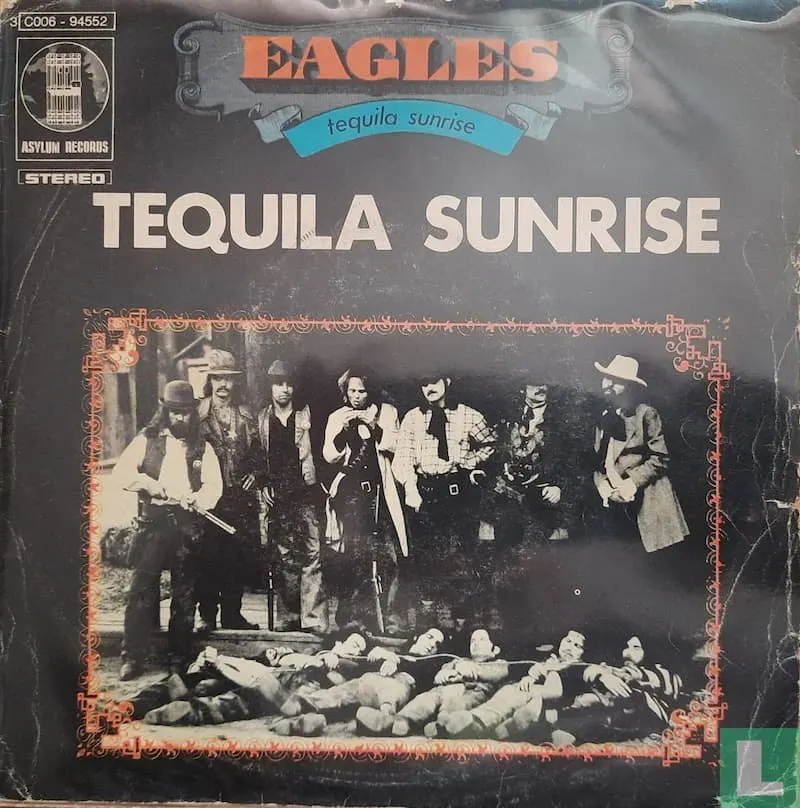 3 C006 - 94552
EAGLES
tequila sunrise
ASYLUM RECORDS
STEREO
TEQUILA SUNRISE
L